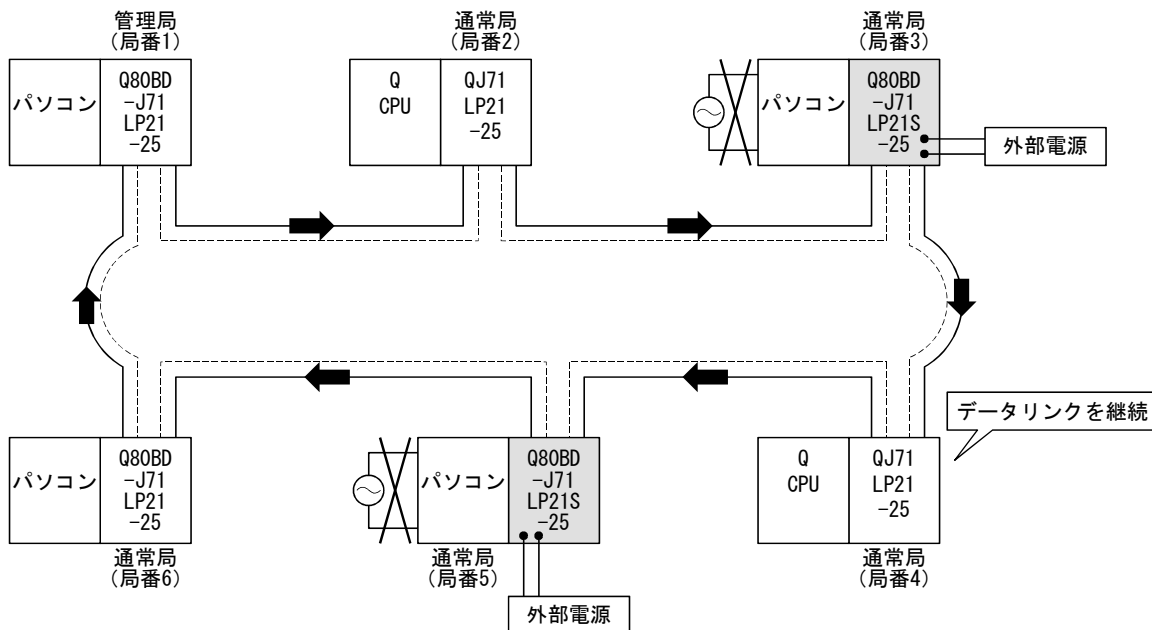 管理局
(局番1)
通常局
(局番2)
通常局
(局番3)
パソコン
Q80BD
-J71
LP21
-25
Q
CPU
QJ71
LP21
-25
パソコン
Q80BD
-J71
LP21S
-25
外部電源
データリンクを継続
パソコン
Q80BD
-J71
LP21
-25
パソコン
Q80BD
-J71
LP21S
-25
Q
CPU
QJ71
LP21
-25
通常局
(局番6)
通常局
(局番5)
通常局
(局番4)
外部電源